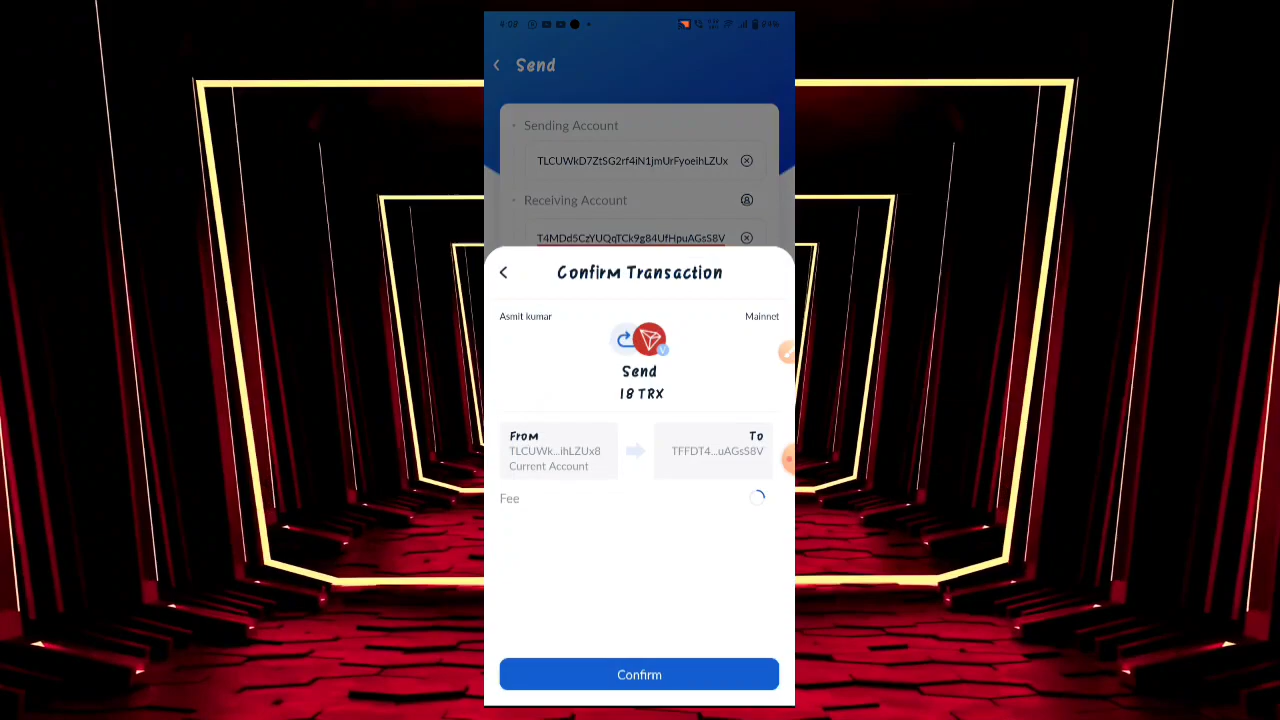 Send
Sending Account
TLCUWkD7ZtSG2rf4iN1jmUrFyoeihLZUx
Receiving Account
T4MDd5CzYUQqTCk9g84UfHpuAGsS8V
Confirm Transaction
Asmit kumar
Mainnet
Send
18 TRX
From
TLCUWk...ihLZUx8
Current Account
To
TFFDT4...uAGsS8V
Fee
Confirm